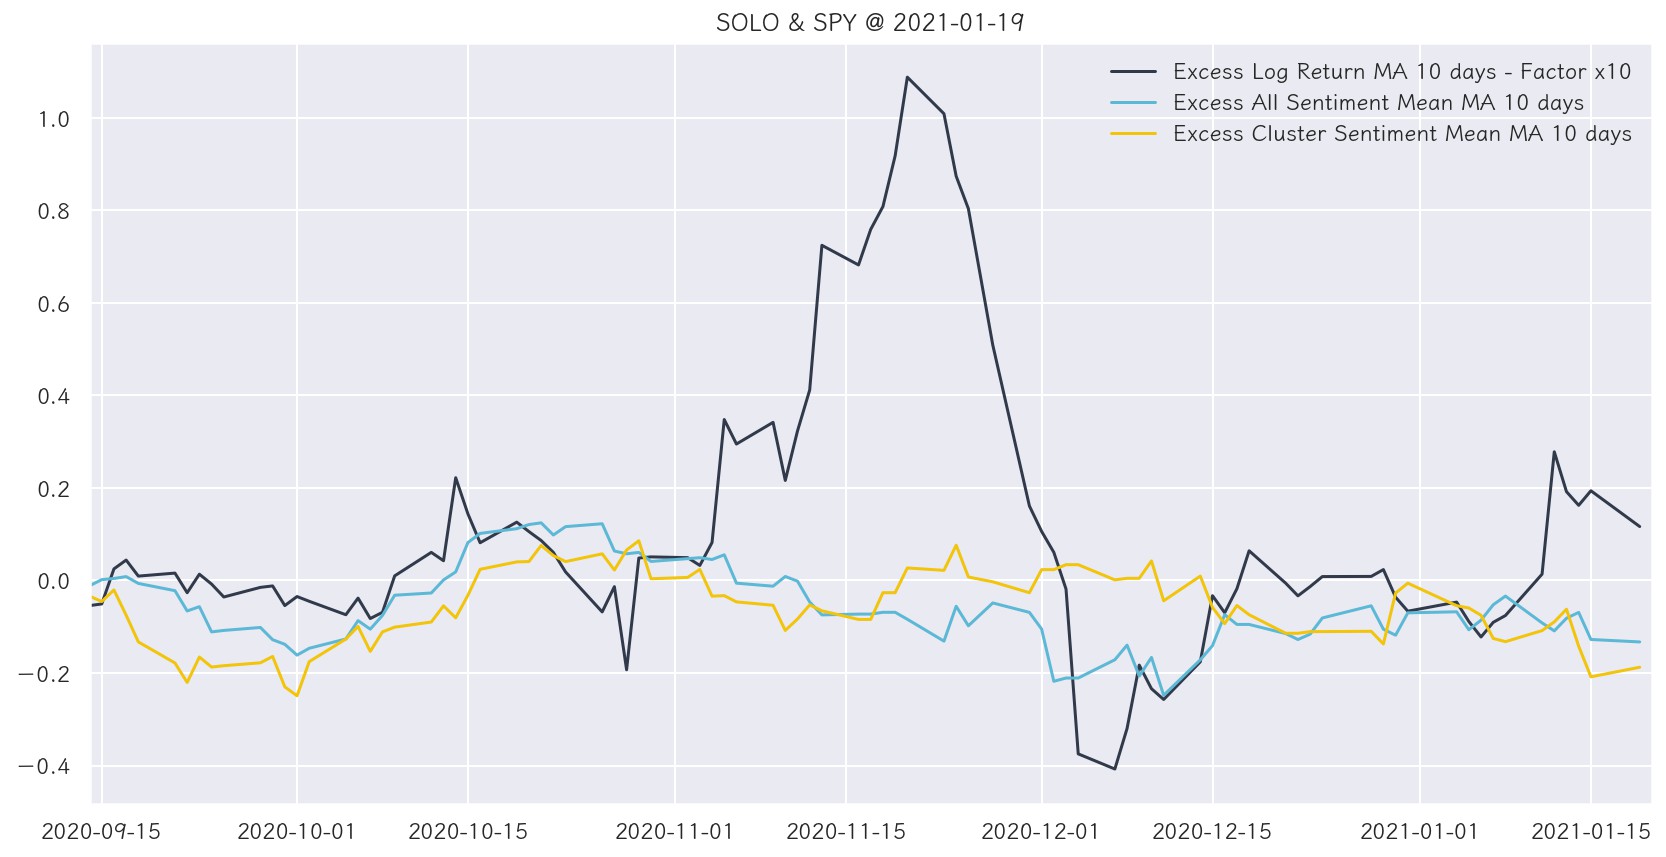 SOLO & SPY @ 2021-01-19
Excess Log Return MA 10 days - Factor x10
Excess All Sentiment Mean MA 10 days
Excess Cluster Sentiment Mean MA 10 days
1.0
0.8
0.6
0.4
0.2
0.0
−0.2
−0.4
2020-09-15 2020-10-01 2020-10-15 2020-11-01 2020-11-15 2020-12-01 2020-12-15 2021-01-01 2021-01-15